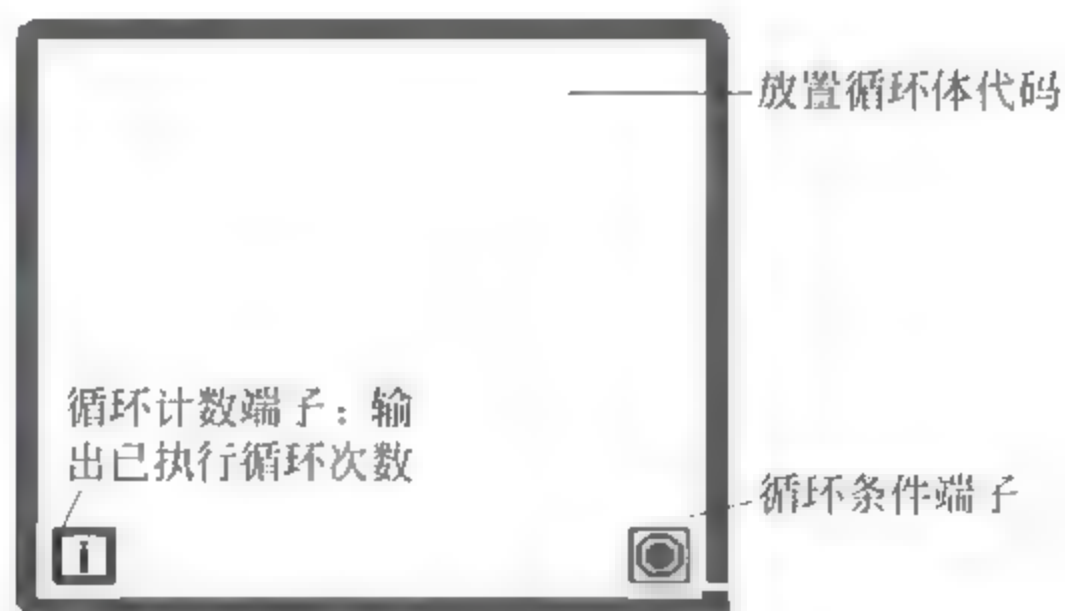 放置循环体代码
循环计数端子：输
出已执行循环次数
循环条件端子
i